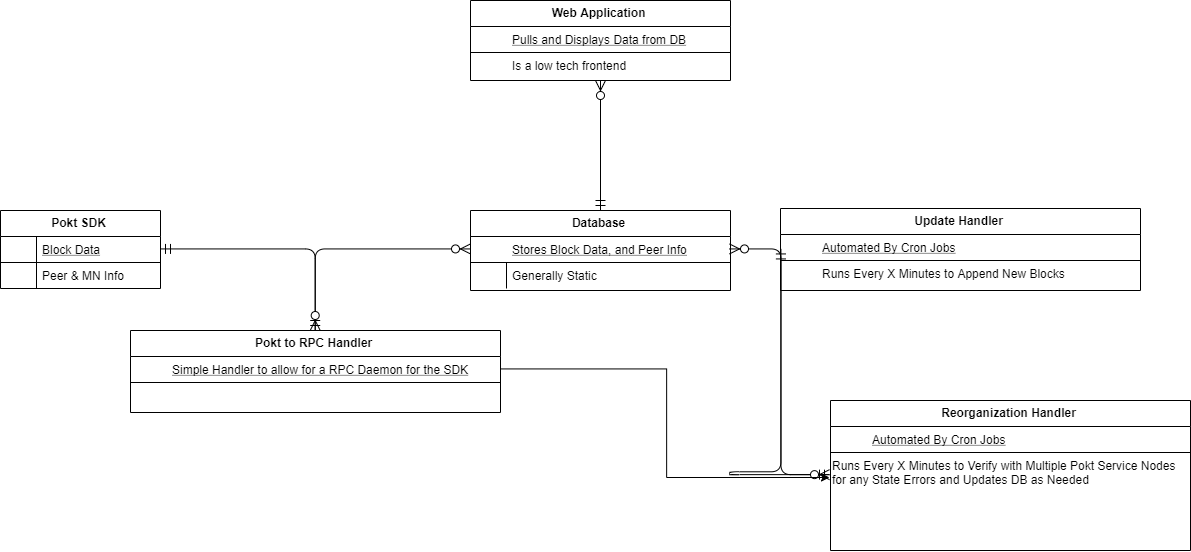 Web Application
Pulls and Displays Data from DB
Is a low tech frontend
Pokt SDK
Block Data
Peer & MN Info
Database
Stores Block Data, and Peer Info
Generally Static
Update Handler
Automated By Cron Jobs
Runs Every X Minutes to Append New Blocks
Pokt to RPC Handler
Simple Handler to allow for a RPC Daemon for the SDK
Reorganization Handler
Automated By Cron Jobs
Runs Every X Minutes to Verify with Multiple Pokt Service Nodes
for any State Errors and Updates DB as Needed